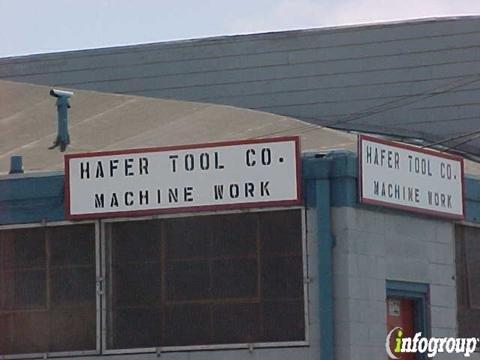 HAFER TOOL CO.
MACHINE WORK
HAFER TOOL CO.
MACHINE WORK
infogroup